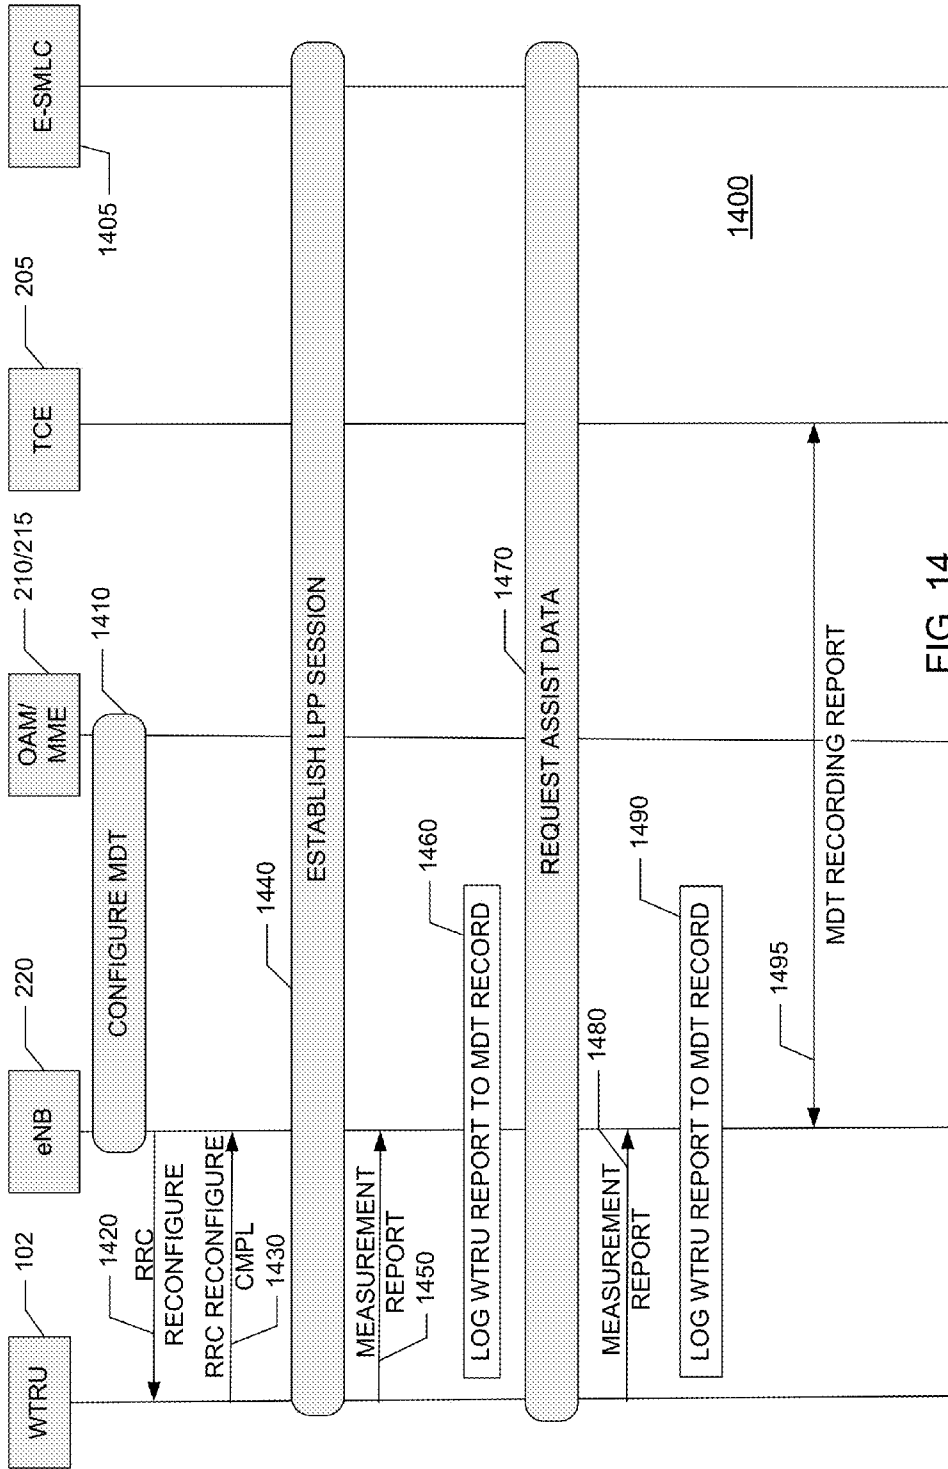 WTRU
102
eNB
220
OAM/
MME
210/215
TCE
205
E-SMLC
1405
CONFIGURE MDT
1410
1420
RRC
RECONFIGURE
RRC RECONFIGURE
CMPL
1430
1440
ESTABLISH LPP SESSION
MEASUREMENT
REPORT
1450
1460
LOG WTRU REPORT TO MDT RECORD
REQUEST ASSIST DATA
1470
1480
MEASUREMENT
REPORT
1490
LOG WTRU REPORT TO MDT RECORD
1495
MDT RECORDING REPORT
1400
FIG. 14